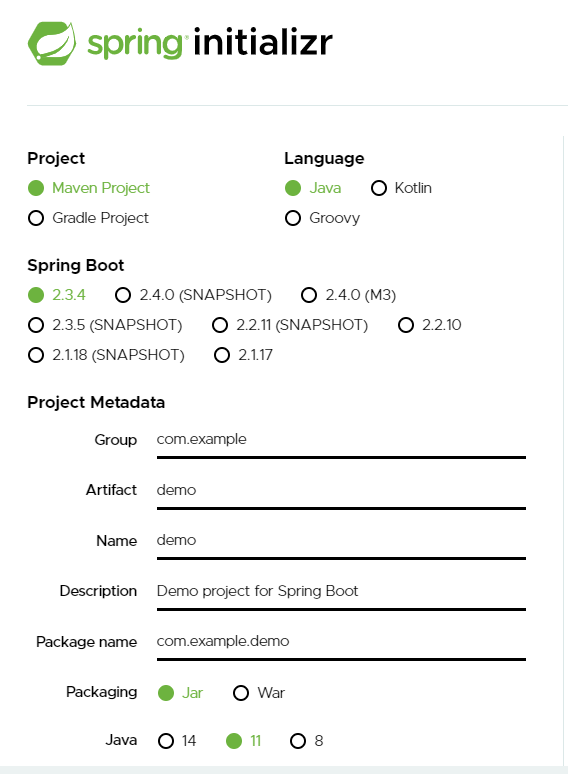 spring initializr
Project
Language
Maven Project
Java
Kotlin
Gradle Project
Groovy
Spring Boot
2.3.4
2.4.0 (SNAPSHOT)
2.4.0 (M3)
2.3.5 (SNAPSHOT)
2.2.11 (SNAPSHOT)
2.2.10
2.1.18 (SNAPSHOT)
2.1.17
Project Metadata
Group com.example
Artifact demo
Name demo
Description Demo project for Spring Boot
Package name com.example.demo
Packaging Jar War
Java 14 11 8